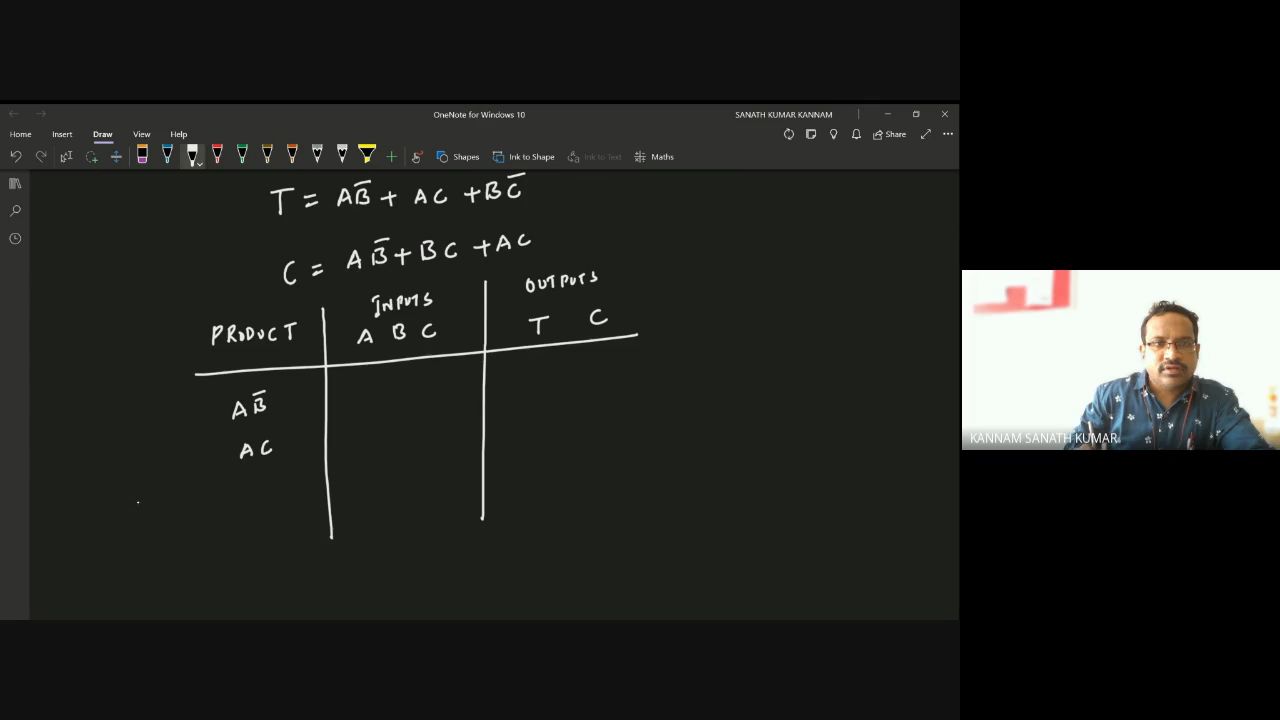 OneNote for Windows 10
SANATH KUMAR KANNAM
Home Insert Draw View Help
Share
Shapes Ink to Shape Ink to Text Maths
T = AB̅ + AC + BC̅
C = AB̅ + BC + AC
INPUTS OUTPUTS
PRODUCT A B C T C
AB̅
AC
KANNAM SANATH KUMAR